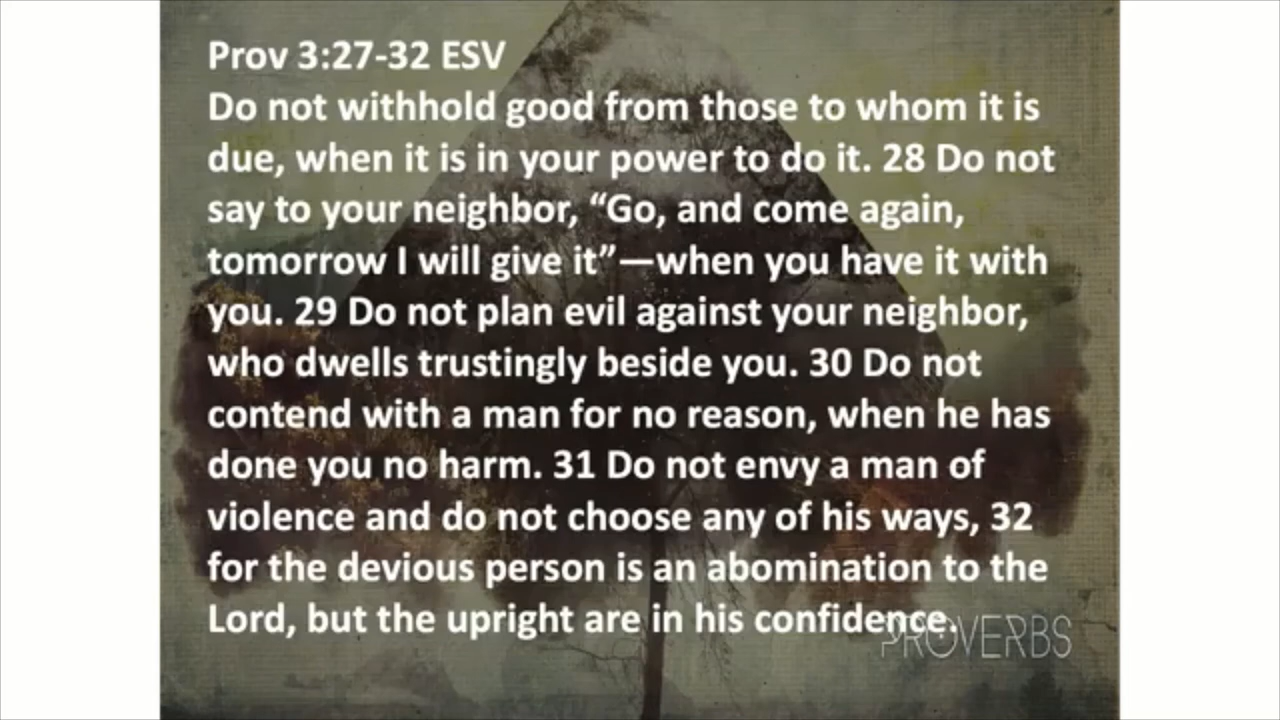 Prov 3:27-32 ESV
Do not withhold good from those to whom it is
due, when it is in your power to do it. 28 Do not
say to your neighbor, “Go, and come again,
tomorrow I will give it”—when you have it with
you. 29 Do not plan evil against your neighbor,
who dwells trustingly beside you. 30 Do not
contend with a man for no reason, when he has
done you no harm. 31 Do not envy a man of
violence and do not choose any of his ways, 32
for the devious person is an abomination to the
Lord, but the upright are in his confidence.
PROVERBS